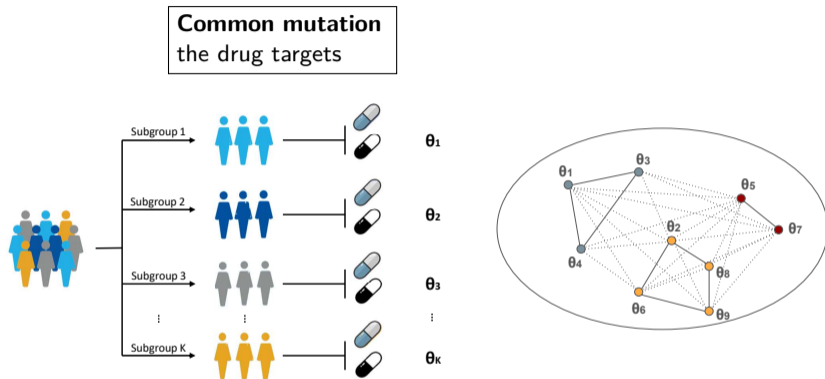 Common mutation
the drug targets
Subgroup 1
θ1
Subgroup 2
θ2
Subgroup 3
θ3
⋮ ⋮ ⋮
Subgroup K
θK
θ1
θ3
θ5
θ2
θ7
θ4
θ8
θ6
θ9